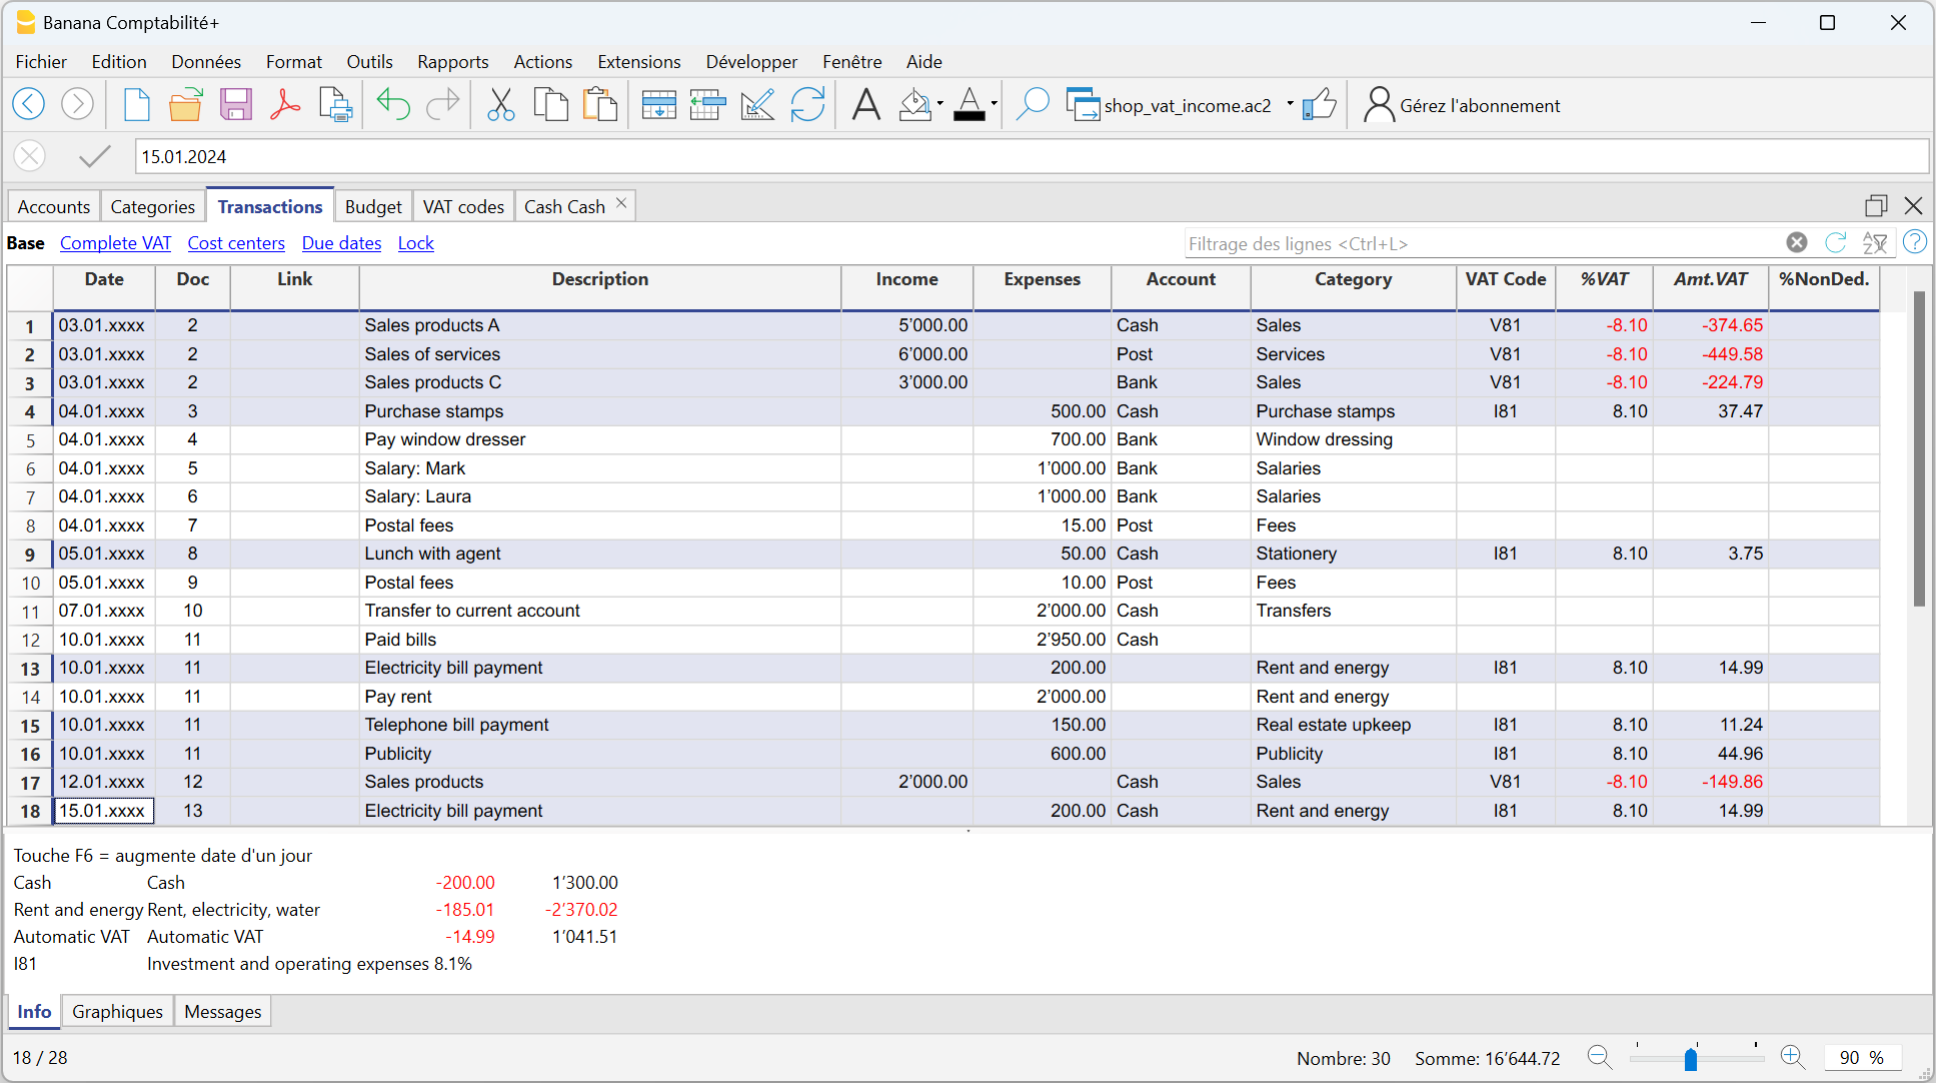 Banana Comptabilité+
Fichier Edition Données Format Outils Rapports Actions Extensions Développer Fenêtre Aide
A A shop_vat_income.ac2 Gérez l'abonnement
15.01.2024
Accounts Categories Transactions Budget VAT codes Cash Cash
Base Complete VAT Cost centers Due dates Lock Filtrage des lignes <Ctrl+L>
Date Doc Link Description Income Expenses Account Category VAT Code %VAT Amt.VAT %NonDed.
1 03.01.xxxx 2 Sales products A 5’000.00 Cash Sales V81 -8.10 -374.65
2 03.01.xxxx 2 Sales of services 6’000.00 Post Services V81 -8.10 -449.58
3 03.01.xxxx 2 Sales products C 3’000.00 Bank Sales V81 -8.10 -224.79
4 04.01.xxxx 3 Purchase stamps 500.00 Cash Purchase stamps I81 8.10 37.47
5 04.01.xxxx 4 Pay window dresser 700.00 Bank Window dressing
6 04.01.xxxx 5 Salary: Mark 1’000.00 Bank Salaries
7 04.01.xxxx 6 Salary: Laura 1’000.00 Bank Salaries
8 04.01.xxxx 7 Postal fees 15.00 Post Fees
9 05.01.xxxx 8 Lunch with agent 50.00 Cash Stationery I81 8.10 3.75
10 05.01.xxxx 9 Postal fees 10.00 Post Fees
11 07.01.xxxx 10 Transfer to current account 2’000.00 Cash Transfers
12 10.01.xxxx 11 Paid bills 2’950.00 Cash
13 10.01.xxxx 11 Electricity bill payment 200.00 Rent and energy I81 8.10 14.99
14 10.01.xxxx 11 Pay rent 2’000.00 Rent and energy
15 10.01.xxxx 11 Telephone bill payment 150.00 Real estate upkeep I81 8.10 11.24
16 10.01.xxxx 11 Publicity 600.00 Publicity I81 8.10 44.96
17 12.01.xxxx 12 Sales products 2’000.00 Cash Sales V81 -8.10 -149.86
18 15.01.xxxx 13 Electricity bill payment 200.00 Cash Rent and energy I81 8.10 14.99
Touche F6 = augmente date d'un jour
Cash Cash -200.00 1’300.00
Rent and energy Rent, electricity, water -185.01 -2’370.02
Automatic VAT Automatic VAT -14.99 1’041.51
I81 Investment and operating expenses 8.1%
Info Graphiques Messages
18 / 28 Nombre: 30 Somme: 16’644.72 90 %